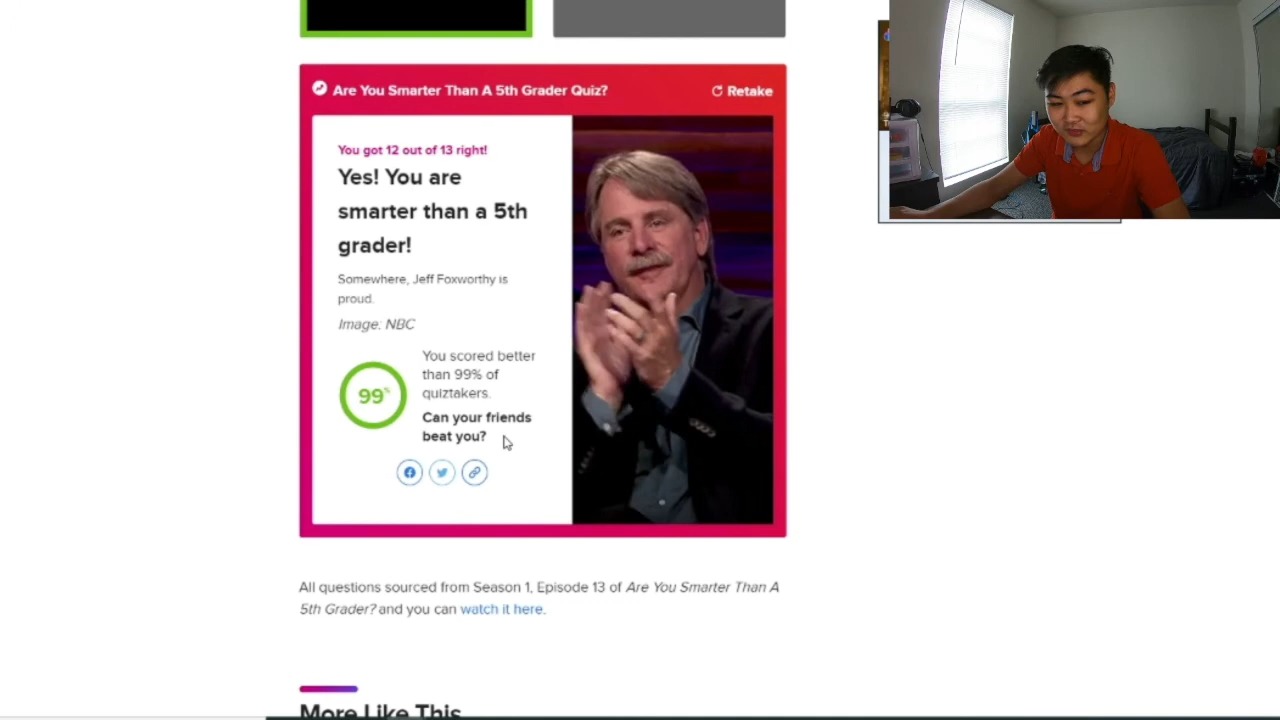 Are You Smarter Than A 5th Grader Quiz?
Retake
You got 12 out of 13 right!
Yes! You are
smarter than a 5th
grader!
Somewhere, Jeff Foxworthy is
proud.
Image: NBC
99%
You scored better
than 99% of
quiztakers.
Can your friends
beat you?
All questions sourced from Season 1, Episode 13 of Are You Smarter Than A
5th Grader? and you can watch it here.
More Like This